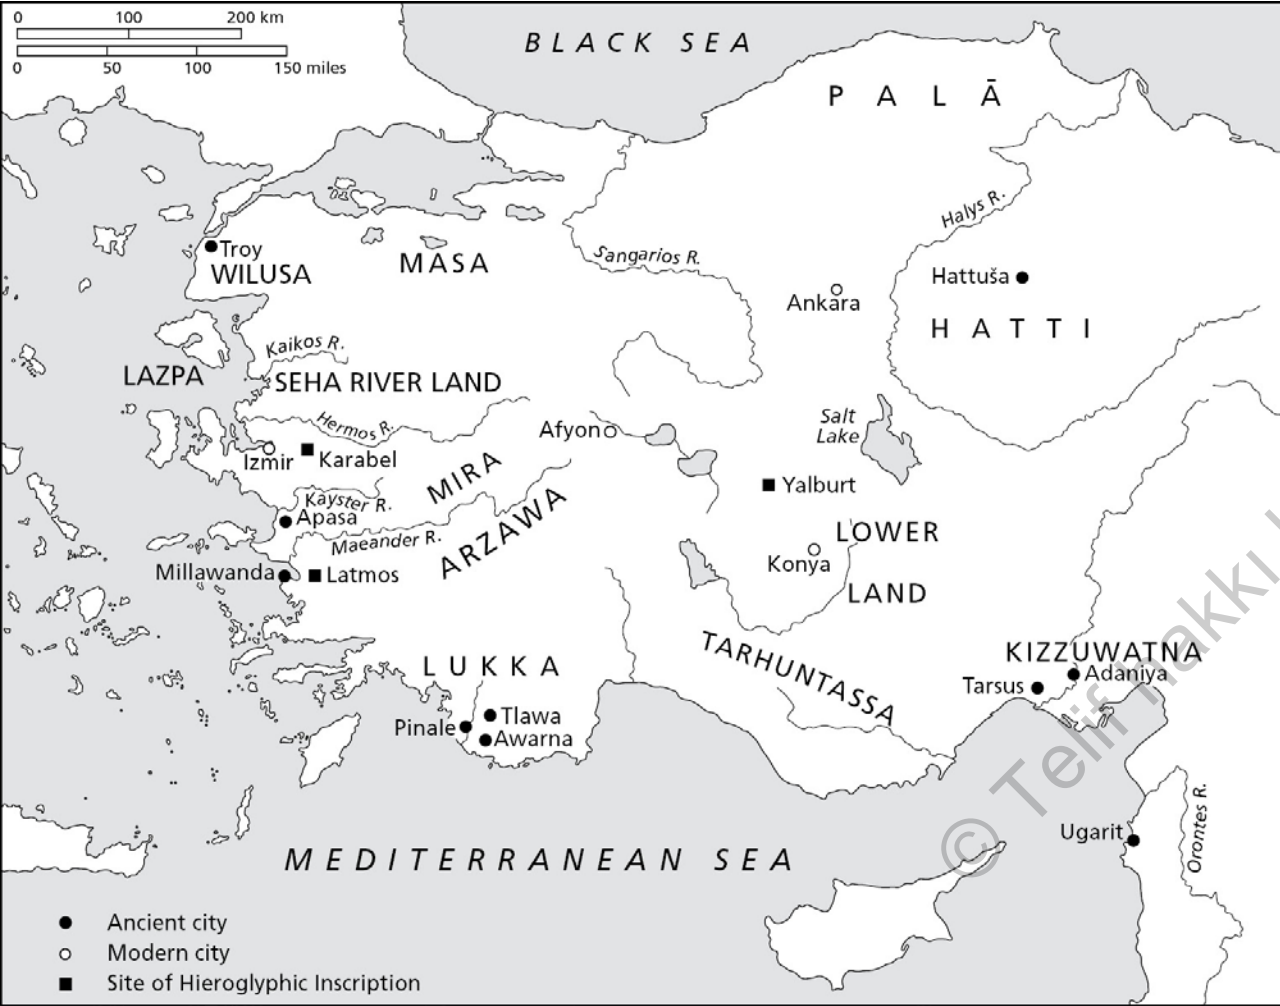 0 100 200 km
0 50 100 150 miles
BLACK SEA
PALĀ
Halys R.
Troy
WILUSA
MASA
Sangarios R.
Ankara
Hattuša
HATTI
Kaikos R.
LAZPA
SEHA RIVER LAND
Hermos R.
Afyon
Salt
Lake
Izmir
Karabel
MIRA
Yalburt
Kayster R.
Apasa
ARZAWA
Maeander R.
LOWER
LAND
Konya
Millawanda
Latmos
LUKKA
TARHUNTASSA
KIZZUWATNA
Adaniya
Tarsus
Pinale
Tlawa
Awarna
Ugarit
Orontes R.
MEDITERRANEAN SEA
Ancient city
Modern city
Site of Hieroglyphic Inscription
© Telif hakkı